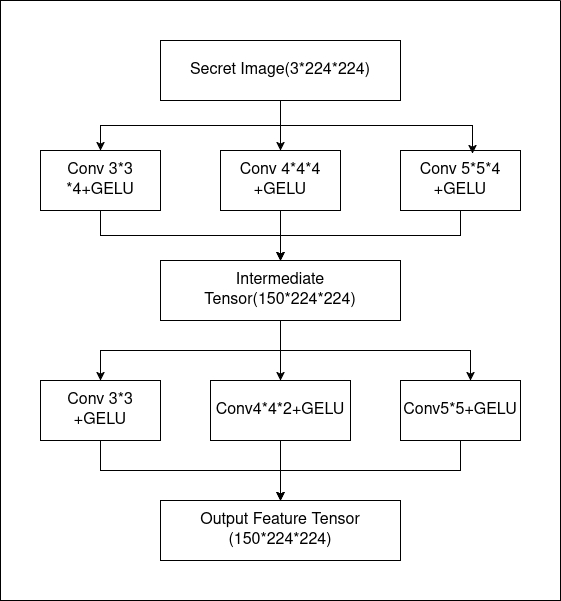 Secret Image(3*224*224)
Conv 3*3
*4+GELU
Conv 4*4*4
+GELU
Conv 5*5*4
+GELU
Intermediate
Tensor(150*224*224)
Conv 3*3
+GELU
Conv4*4*2+GELU
Conv5*5+GELU
Output Feature Tensor
(150*224*224)